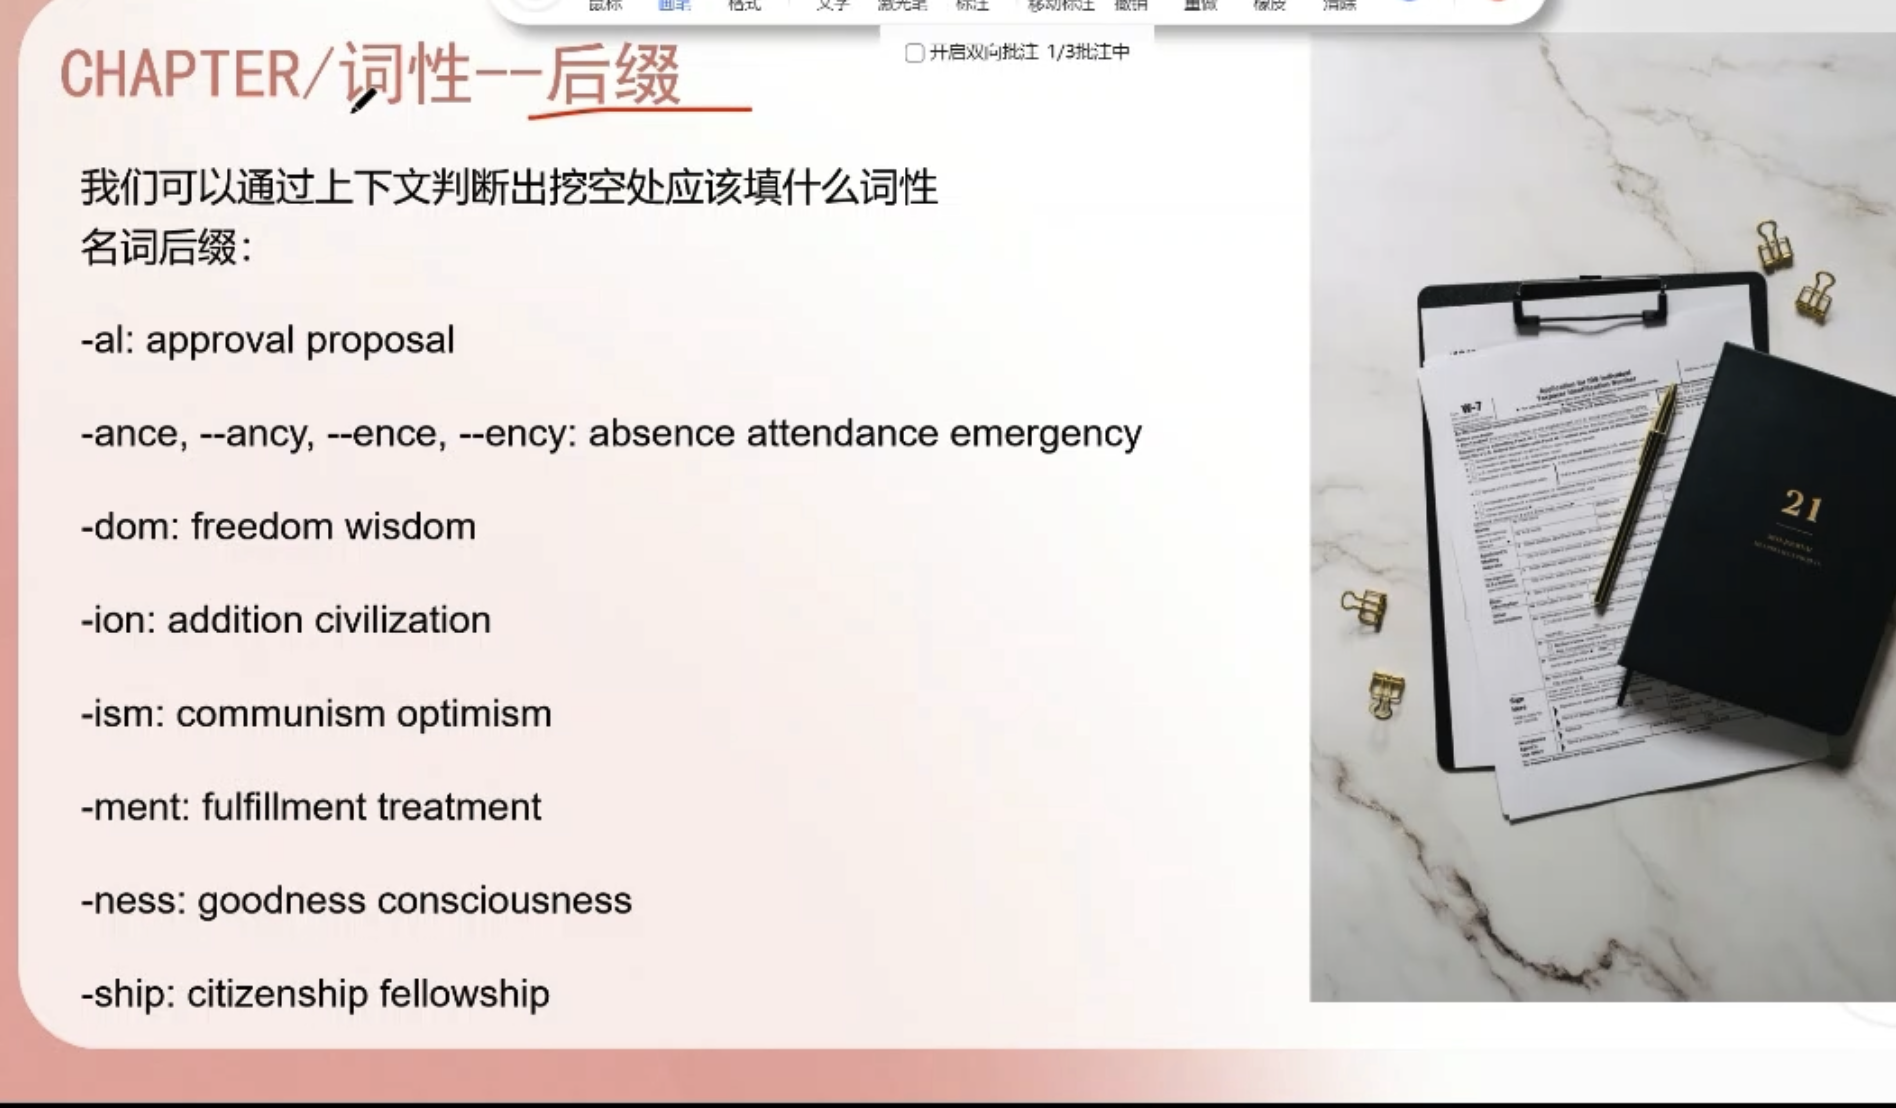 鼠标 画笔 格式 文字 激光笔 标注 移动标注 撤销 重做 橡皮 清除
开启双向批注 1/3批注中
CHAPTER/词性--后缀
我们可以通过上下文判断出挖空处应该填什么词性
名词后缀：
-al: approval proposal
-ance, --ancy, --ence, --ency: absence attendance emergency
-dom: freedom wisdom
-ion: addition civilization
-ism: communism optimism
-ment: fulfillment treatment
-ness: goodness consciousness
-ship: citizenship fellowship
W-7
21